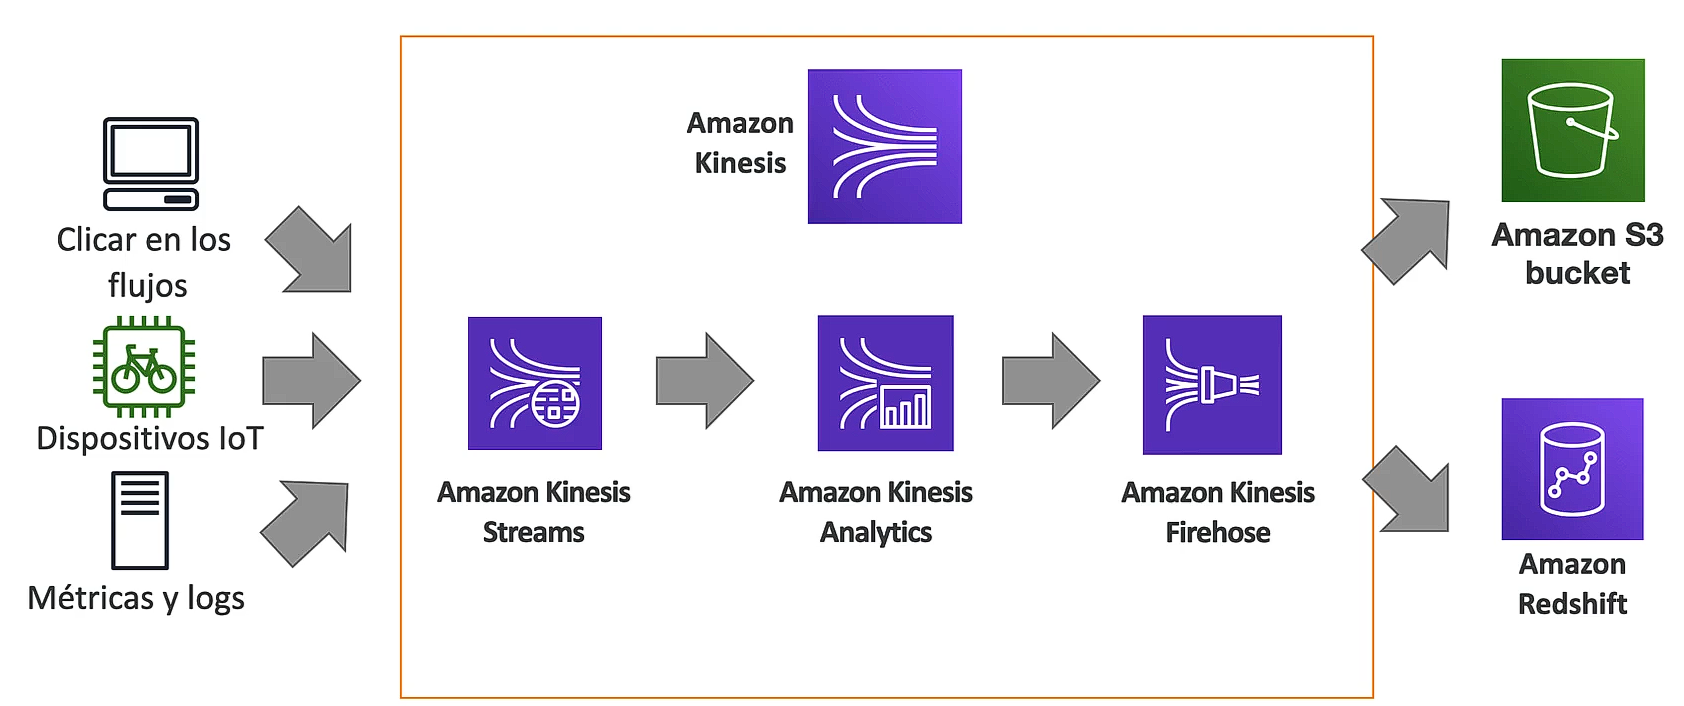 Clicar en los
flujos
Dispositivos IoT
Métricas y logs
Amazon
Kinesis
Amazon Kinesis
Streams
Amazon Kinesis
Analytics
Amazon Kinesis
Firehose
Amazon S3
bucket
Amazon
Redshift